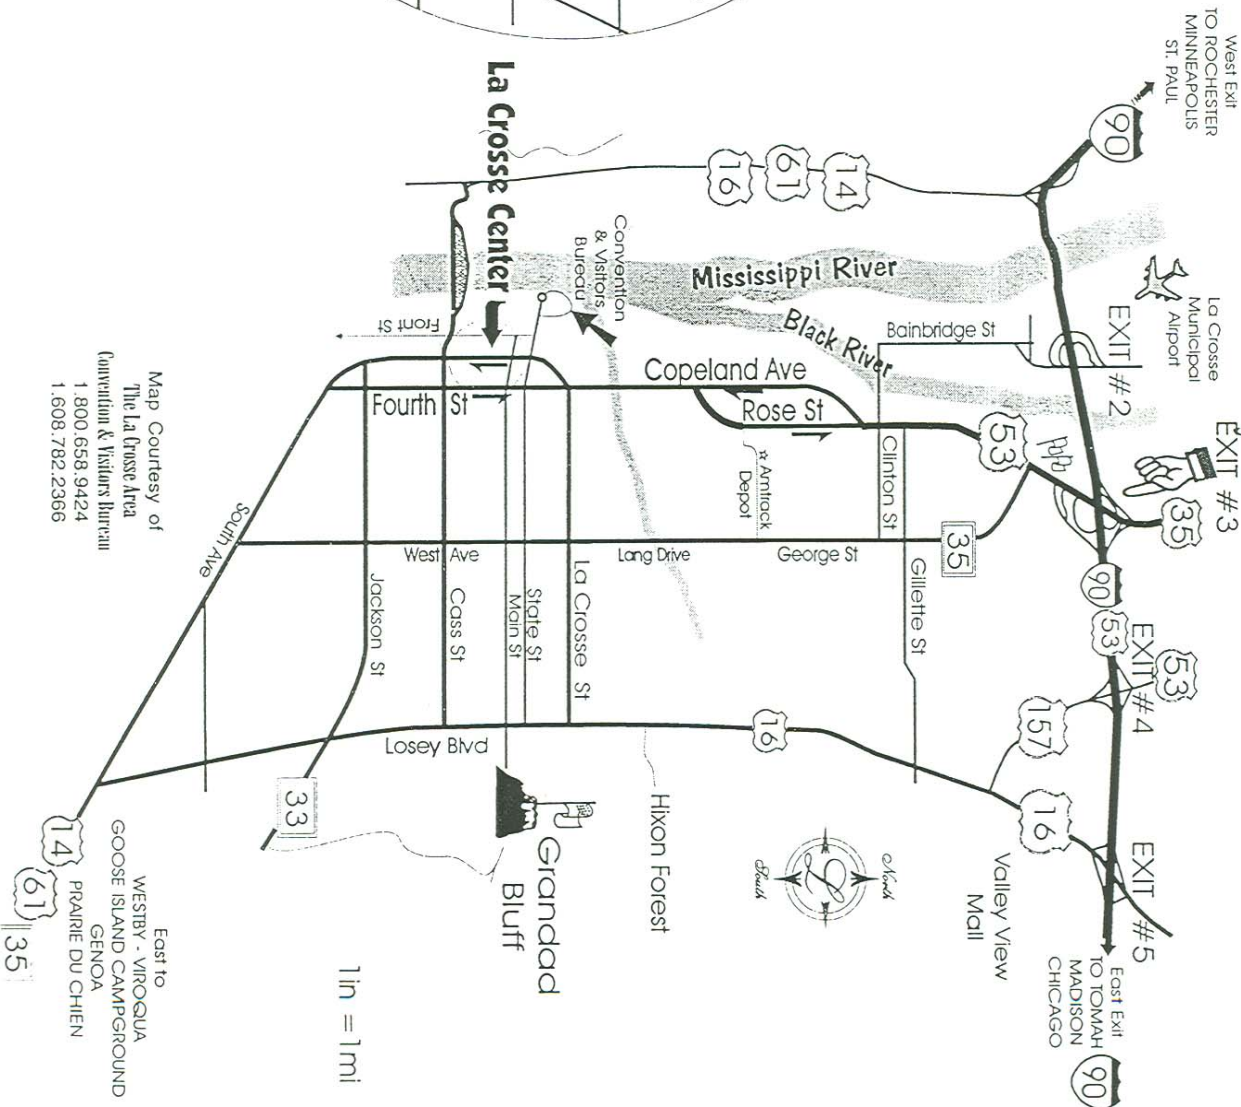 West Exit
TO ROCHESTER
MINNEAPOLIS
ST. PAUL
90
La Crosse
Municipal
Airport
EXIT #2
EXIT #3
35
53
90
53
EXIT #4
53
157
16
EXIT #5
East Exit
TO TOMAH
MADISON
CHICAGO
90
14
61
16
Mississippi River
Black River
Bainbridge St
Copeland Ave
Rose St
Clinton St
Gillette St
35
☆ Amtrack
Depot
George St
Lang Drive
West Ave
Convention
& Visitors
Bureau
La Crosse Center
Front St
Fourth St
La Crosse St
State St
Main St
Cass St
Jackson St
South Ave
Losey Blvd
16
33
Hixon Forest
Grandad
Bluff
Valley View
Mall
North
South
1in = 1mi
Map Courtesy of
The La Crosse Area
Convention & Visitors Bureau
1.800.658.9424
1.608.782.2366
14
61
35
East to
WESTBY - VIROQUA
GOOSE ISLAND CAMPGROUND
GENOA
PRAIRIE DU CHIEN